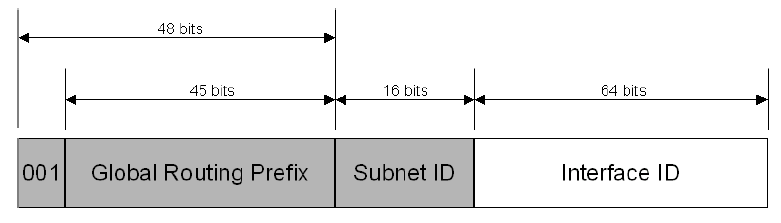 48 bits
45 bits
16 bits
64 bits
001
Global Routing Prefix
Subnet ID
Interface ID